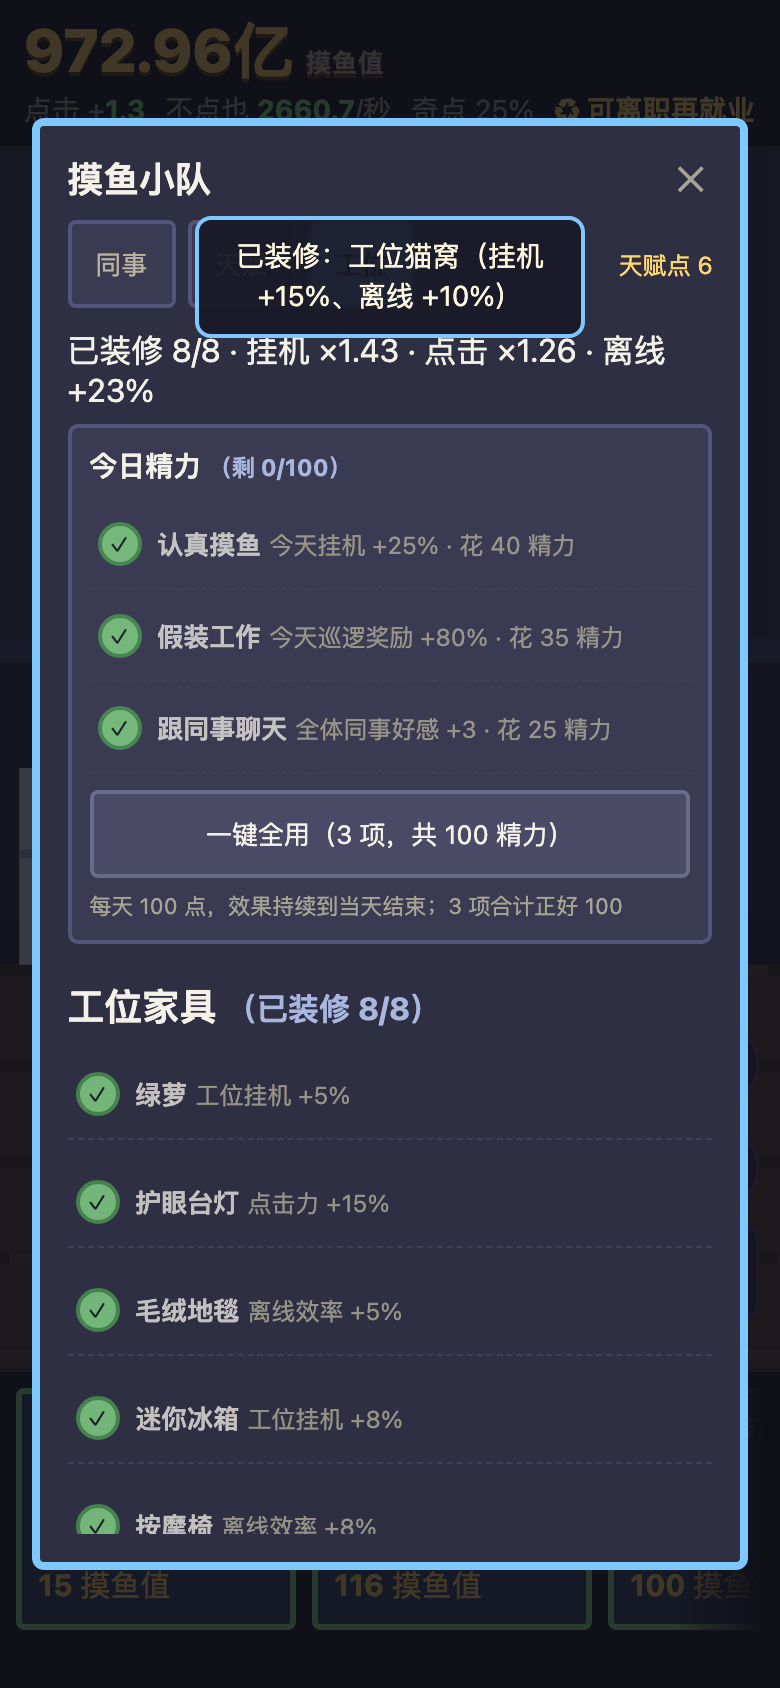 972.96亿 摸鱼值
点击 +1.3 不点也 2660.7/秒 奇点 25% ♻ 可离职再就业
摸鱼小队
同事
已装修：工位猫窝（挂机
+15%、离线 +10%）
天赋点 6
已装修 8/8 · 挂机 ×1.43 · 点击 ×1.26 · 离线
+23%
今日精力（剩 0/100）
认真摸鱼 今天挂机 +25% · 花 40 精力
假装工作 今天巡逻奖励 +80% · 花 35 精力
跟同事聊天 全体同事好感 +3 · 花 25 精力
一键全用（3 项，共 100 精力）
每天 100 点，效果持续到当天结束；3 项合计正好 100
工位家具（已装修 8/8）
绿萝 工位挂机 +5%
护眼台灯 点击力 +15%
毛绒地毯 离线效率 +5%
迷你冰箱 工位挂机 +8%
按摩椅 离线效率 +8%
15 摸鱼值
116 摸鱼值
100 摸鱼